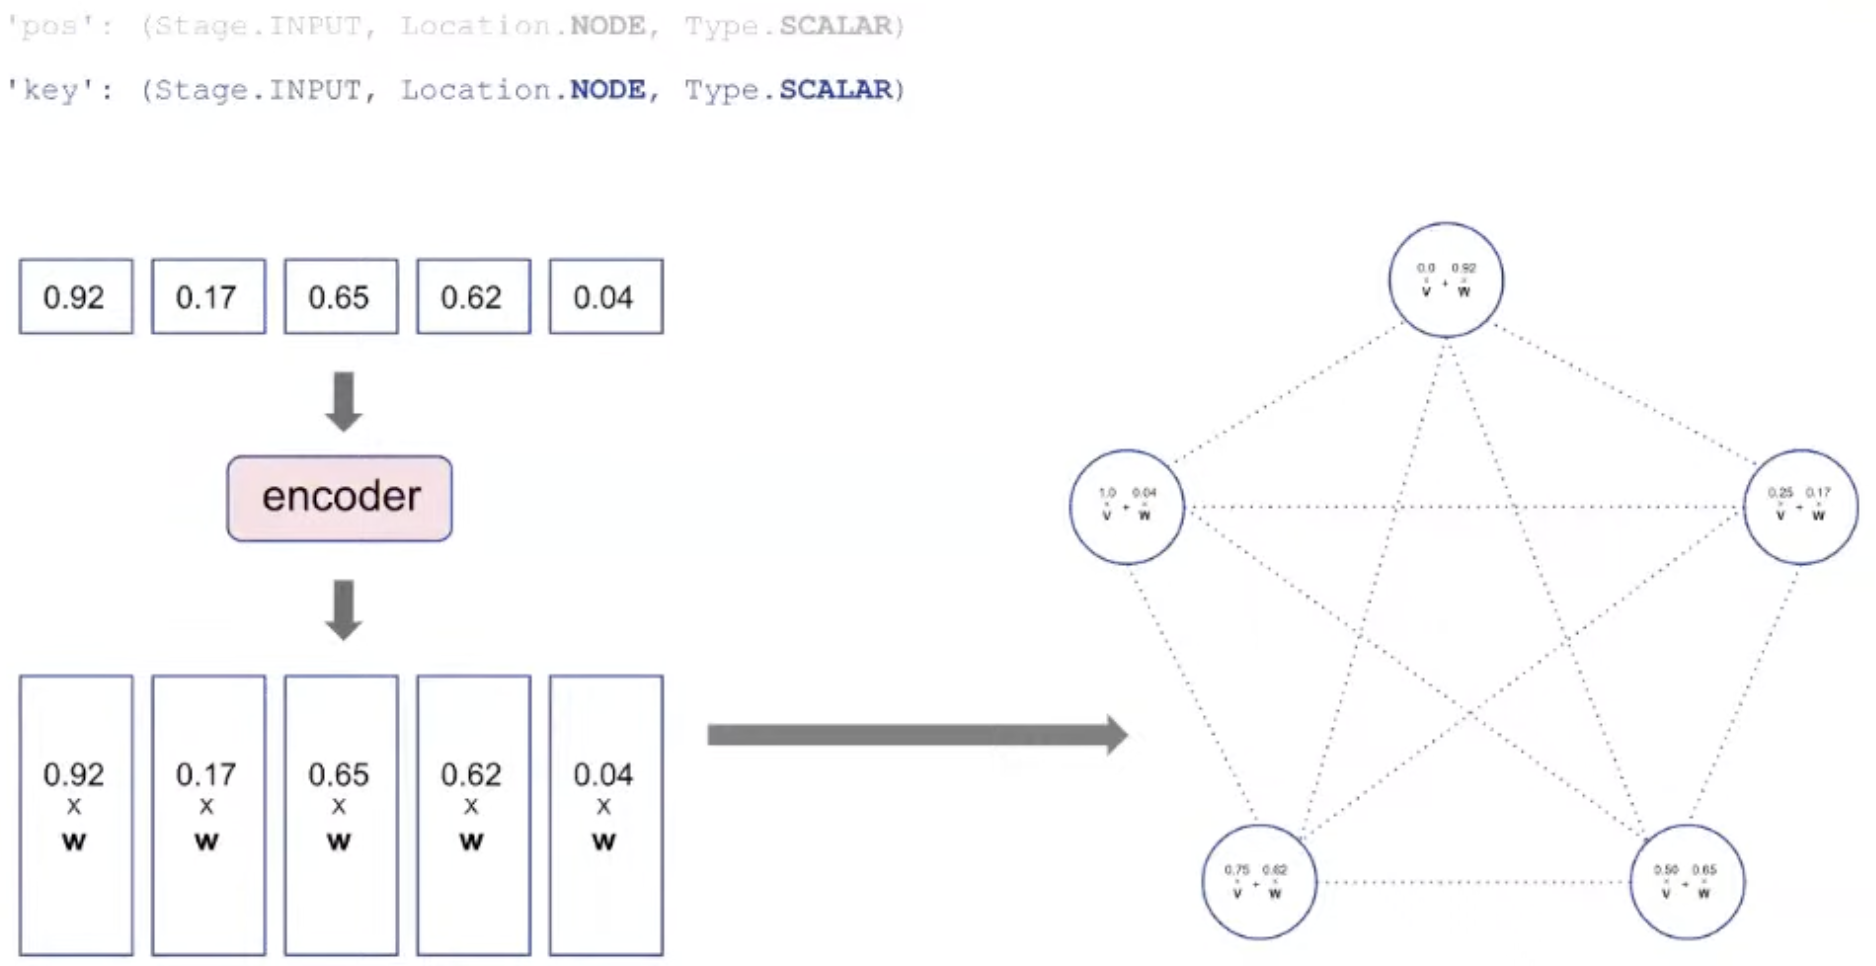 'pos': (Stage.INPUT, Location.NODE, Type.SCALAR)
'key': (Stage.INPUT, Location.NODE, Type.SCALAR)
0.92 0.17 0.65 0.62 0.04
encoder
0.92 0.17 0.65 0.62 0.04
x x x x x
w w w w w
0.0 0.92
x x
v + w
1.0 0.04
x x
v + w
0.25 0.17
x x
v + w
0.75 0.62
x x
v + w
0.50 0.65
x x
v + w